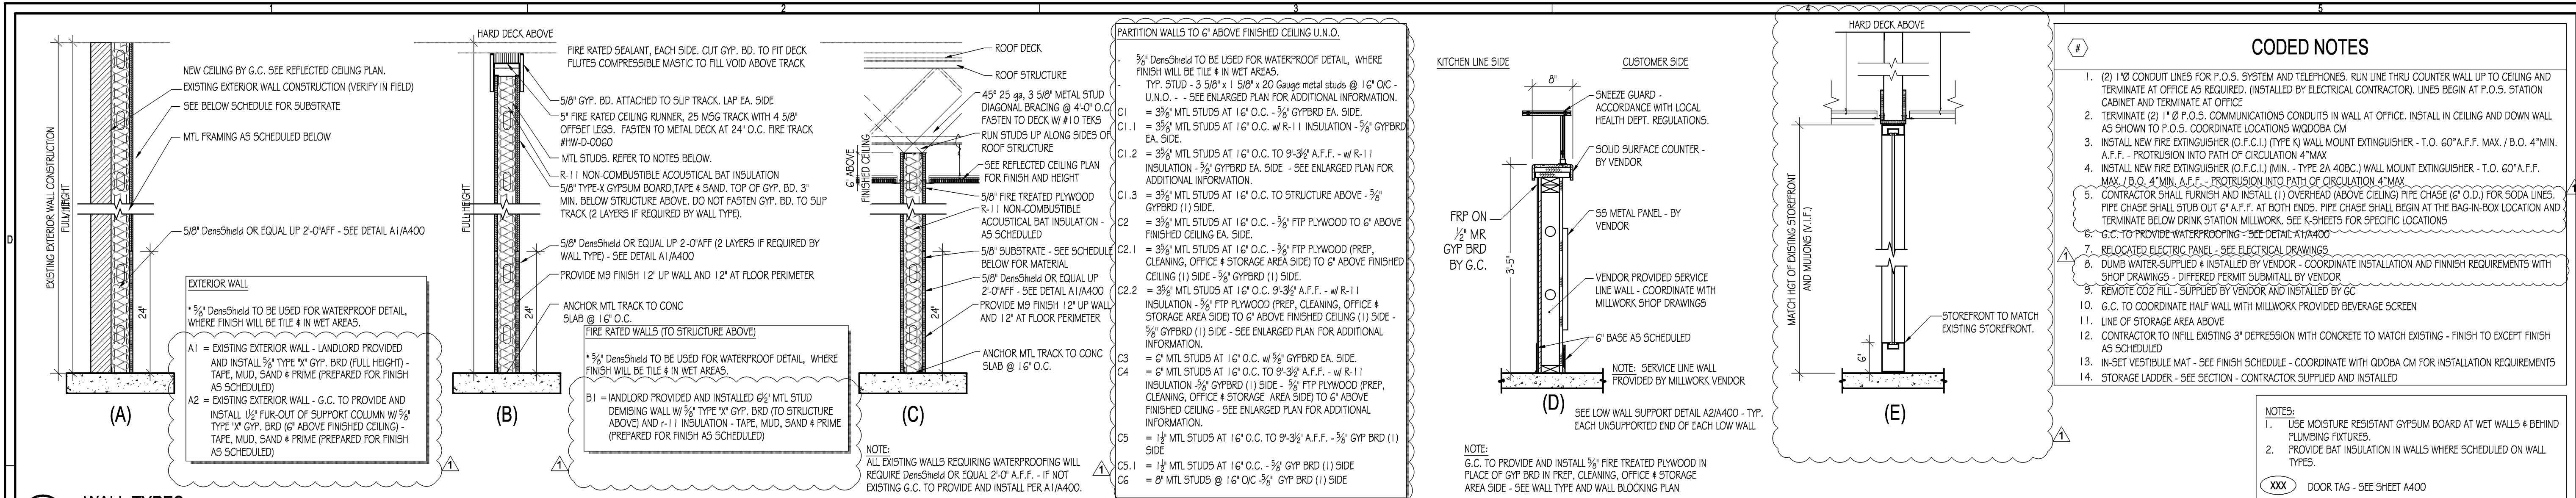 1
2
3
4
5
D
NEW CEILING BY G.C. SEE REFLECTED CEILING PLAN.
EXISTING EXTERIOR WALL CONSTRUCTION (VERIFY IN FIELD)
SEE BELOW SCHEDULE FOR SUBSTRATE
MTL FRAMING AS SCHEDULED BELOW
EXISTING EXTERIOR WALL CONSTRUCTION
FULL HEIGHT
5/8" DensShield OR EQUAL UP 2'-0"AFF - SEE DETAIL A1/A400
24"
(A)
EXTERIOR WALL
* 5/8" DensShield TO BE USED FOR WATERPROOF DETAIL,
WHERE FINISH WILL BE TILE & IN WET AREAS.
A1 = EXISTING EXTERIOR WALL - LANDLORD PROVIDED
AND INSTALL 5/8" TYPE "X" GYP. BRD (FULL HEIGHT) -
TAPE, MUD, SAND & PRIME (PREPARED FOR FINISH
AS SCHEDULED)
A2 = EXISTING EXTERIOR WALL - G.C. TO PROVIDE AND
INSTALL 1/2" FUR-OUT OF SUPPORT COLUMN W/ 5/8"
TYPE "X" GYP. BRD (6" ABOVE FINISHED CEILING) -
TAPE, MUD, SAND & PRIME (PREPARED FOR FINISH
AS SCHEDULED)
1
HARD DECK ABOVE
FIRE RATED SEALANT, EACH SIDE. CUT GYP. BD. TO FIT DECK
FLUTES COMPRESSIBLE MASTIC TO FILL VOID ABOVE TRACK
5/8" GYP. BD. ATTACHED TO SLIP TRACK. LAP EA. SIDE
5" FIRE RATED CEILING RUNNER, 25 MSG TRACK WITH 4 5/8"
OFFSET LEGS. FASTEN TO METAL DECK AT 24" O.C. FIRE TRACK
#HW-D-0060
MTL STUDS. REFER TO NOTES BELOW.
R-11 NON-COMBUSTIBLE ACOUSTICAL BAT INSULATION
5/8" TYPE-X GYPSUM BOARD,TAPE & SAND. TOP OF GYP. BD. 3"
MIN. BELOW STRUCTURE ABOVE. DO NOT FASTEN GYP. BD. TO SLIP
TRACK (2 LAYERS IF REQUIRED BY WALL TYPE).
FULL HEIGHT
5/8" DensShield OR EQUAL UP 2'-0"AFF (2 LAYERS IF REQUIRED BY
WALL TYPE) - SEE DETAIL A1/A400
PROVIDE M9 FINISH 12" UP WALL AND 12" AT FLOOR PERIMETER
ANCHOR MTL TRACK TO CONC
SLAB @ 16" O.C.
24"
(B)
FIRE RATED WALLS (TO STRUCTURE ABOVE)
* 5/8" DensShield TO BE USED FOR WATERPROOF DETAIL, WHERE
FINISH WILL BE TILE & IN WET AREAS.
B1 = LANDLORD PROVIDED AND INSTALLED 6 1/2" MTL STUD
DEMISING WALL W/ 5/8" TYPE "X" GYP. BRD (TO STRUCTURE
ABOVE) AND r-11 INSULATION - TAPE, MUD, SAND & PRIME
(PREPARED FOR FINISH AS SCHEDULED)
1
ROOF DECK
ROOF STRUCTURE
45° 25 ga, 3 5/8" METAL STUD
DIAGONAL BRACING @ 4'-0" O.C
FASTEN DECK W/ #10 TEKS
RUN STUDS UP ALONG SIDES OF
ROOF STRUCTURE
SEE REFLECTED CEILING PLAN
FOR FINISH AND HEIGHT
6" ABOVE
FINISHED CEILING
5/8" FIRE TREATED PLYWOOD
R-11 NON-COMBUSTIBLE
ACOUSTICAL BAT INSULATION -
AS SCHEDULED
5/8" SUBSTRATE - SEE SCHEDULE
BELOW FOR MATERIAL
5/8" DensShield OR EQUAL UP
2'-0"AFF - SEE DETAIL A1/A400
PROVIDE M9 FINISH 12" UP WALL
AND 12" AT FLOOR PERIMETER
24"
ANCHOR MTL TRACK TO CONC
SLAB @ 16" O.C.
(C)
NOTE:
ALL EXISTING WALLS REQUIRING WATERPROOFING WILL
REQUIRE DensShield OR EQUAL 2'-0" A.F.F. - IF NOT
EXISTING G.C. TO PROVIDE AND INSTALL PER A1/A400.
PARTITION WALLS TO 6" ABOVE FINISHED CEILING U.N.O.
- 5/8" DensShield TO BE USED FOR WATERPROOF DETAIL, WHERE
FINISH WILL BE TILE & IN WET AREAS.
- TYP. STUD - 3 5/8" x 1 5/8" x 20 Gauge metal studs @ 16" O/C -
U.N.O. - - SEE ENLARGED PLAN FOR ADDITIONAL INFORMATION.
C1 = 3 5/8" MTL STUDS AT 16" O.C. - 5/8" GYPBRD EA. SIDE.
C1.1 = 3 5/8" MTL STUDS AT 16" O.C. w/ R-11 INSULATION - 5/8" GYPBRD
EA. SIDE.
C1.2 = 3 5/8" MTL STUDS AT 16" O.C. TO 9'-3 1/2" A.F.F. - w/ R-11
INSULATION - 5/8" GYPBRD EA. SIDE - SEE ENLARGED PLAN FOR
ADDITIONAL INFORMATION.
C1.3 = 3 5/8" MTL STUDS AT 16" O.C. TO STRUCTURE ABOVE - 5/8"
GYPBRD (1) SIDE.
C2 = 3 5/8" MTL STUDS AT 16" O.C. - 5/8" FTP PLYWOOD TO 6" ABOVE
FINISHED CEILING EA. SIDE.
C2.1 = 3 5/8" MTL STUDS AT 16" O.C. - 5/8" FTP PLYWOOD (PREP,
CLEANING, OFFICE & STORAGE AREA SIDE) TO 6" ABOVE FINISHED
CEILING (1) SIDE - 5/8" GYPBRD (1) SIDE.
C2.2 = 3 5/8" MTL STUDS AT 16" O.C. 9'-3 1/2" A.F.F. - w/ R-11
INSULATION - 5/8" FTP PLYWOOD (PREP, CLEANING, OFFICE &
STORAGE AREA SIDE) TO 6" ABOVE FINISHED CEILING (1) SIDE -
5/8" GYPBRD (1) SIDE - SEE ENLARGED PLAN FOR ADDITIONAL
INFORMATION.
C3 = 6" MTL STUDS AT 16" O.C. w/ 5/8" GYPBRD EA. SIDE.
C4 = 6" MTL STUDS AT 16" O.C. TO 9'-3 1/2" A.F.F. - w/ R-11
INSULATION -5/8" GYPBRD (1) SIDE - 5/8" FTP PLYWOOD (PREP,
CLEANING, OFFICE & STORAGE AREA SIDE) TO 6" ABOVE
FINISHED CEILING - SEE ENLARGED PLAN FOR ADDITIONAL
INFORMATION.
C5 = 1 1/2" MTL STUDS AT 16" O.C. TO 9'-3 1/2" A.F.F. - 5/8" GYP BRD (1)
SIDE
C5.1 = 1 1/2" MTL STUDS AT 16" O.C. - 5/8" GYP BRD (1) SIDE
C6 = 8" MTL STUDS @ 16" O/C -5/8" GYP BRD (1) SIDE
1
KITCHEN LINE SIDE
CUSTOMER SIDE
8"
SNEEZE GUARD -
ACCORDANCE WITH LOCAL
HEALTH DEPT. REGULATIONS.
SOLID SURFACE COUNTER -
BY VENDOR
FRP ON
1/2" MR
GYP BRD
BY G.C.
3'-5"
SS METAL PANEL - BY
VENDOR
VENDOR PROVIDED SERVICE
LINE WALL - COORDINATE WITH
MILLWORK SHOP DRAWINGS
6" BASE AS SCHEDULED
NOTE: SERVICE LINE WALL
PROVIDED BY MILLWORK VENDOR
(D)
SEE LOW WALL SUPPORT DETAIL A2/A400 - TYP.
EACH UNSUPPORTED END OF EACH LOW WALL
NOTE:
G.C. TO PROVIDE AND INSTALL 5/8" FIRE TREATED PLYWOOD IN
PLACE OF GYP BRD IN PREP, CLEANING, OFFICE & STORAGE
AREA SIDE - SEE WALL TYPE AND WALL BLOCKING PLAN
HARD DECK ABOVE
MATCH HGT OF EXISTING STOREFRONT
AND MULIONS (V.I.F.)
STOREFRONT TO MATCH
EXISTING STOREFRONT.
6"
(E)
1
# CODED NOTES
1. (2) 1"Ø CONDUIT LINES FOR P.O.S. SYSTEM AND TELEPHONES. RUN LINE THRU COUNTER WALL UP TO CEILING AND
TERMINATE AT OFFICE AS REQUIRED. (INSTALLED BY ELECTRICAL CONTRACTOR). LINES BEGIN AT P.O.S. STATION
CABINET AND TERMINATE AT OFFICE
2. TERMINATE (2) 1" Ø P.O.S. COMMUNICATIONS CONDUITS IN WALL AT OFFICE. INSTALL IN CEILING AND DOWN WALL
AS SHOWN TO P.O.S. COORDINATE LOCATIONS W/QDOBA CM
3. INSTALL NEW FIRE EXTINGUISHER (O.F.C.I.) (TYPE K) WALL MOUNT EXTINGUISHER - T.O. 60"A.F.F. MAX. / B.O. 4"MIN.
A.F.F. - PROTRUSION INTO PATH OF CIRCULATION 4"MAX
4. INSTALL NEW FIRE EXTINGUISHER (O.F.C.I.) (MIN. - TYPE 2A 40BC.) WALL MOUNT EXTINGUISHER - T.O. 60"A.F.F.
MAX. / B.O. 4"MIN. A.F.F. - PROTRUSION INTO PATH OF CIRCULATION 4"MAX
5. CONTRACTOR SHALL FURNISH AND INSTALL (1) OVERHEAD (ABOVE CEILING) PIPE CHASE (6" O.D.) FOR SODA LINES.
PIPE CHASE SHALL STUB OUT 6" A.F.F. AT BOTH ENDS. PIPE CHASE SHALL BEGIN AT THE BAG-IN-BOX LOCATION AND
TERMINATE BELOW DRINK STATION MILLWORK. SEE K-SHEETS FOR SPECIFIC LOCATIONS
6. G.C. TO PROVIDE WATERPROOFING - SEE DETAIL A1/A400
7. RELOCATED ELECTRIC PANEL - SEE ELECTRICAL DRAWINGS
8. DUMB WAITER-SUPPLIED & INSTALLED BY VENDOR - COORDINATE INSTALLATION AND FINNISH REQUIREMENTS WITH
SHOP DRAWINGS - DIFFERED PERMIT SUBMITALL BY VENDOR
9. REMOTE CO2 FILL - SUPPLIED BY VENDOR AND INSTALLED BY GC
10. G.C. TO COORDINATE HALF WALL WITH MILLWORK PROVIDED BEVERAGE SCREEN
11. LINE OF STORAGE AREA ABOVE
12. CONTRACTOR TO INFILL EXISTING 3" DEPRESSION WITH CONCRETE TO MATCH EXISTING - FINISH TO EXCEPT FINISH
AS SCHEDULED
13. IN-SET VESTIBULE MAT - SEE FINISH SCHEDULE - COORDINATE WITH QDOBA CM FOR INSTALLATION REQUIREMENTS
14. STORAGE LADDER - SEE SECTION - CONTRACTOR SUPPLIED AND INSTALLED
1
NOTES:
1. USE MOISTURE RESISTANT GYPSUM BOARD AT WET WALLS & BEHIND
PLUMBING FIXTURES.
2. PROVIDE BAT INSULATION IN WALLS WHERE SCHEDULED ON WALL
TYPES.
XXX DOOR TAG - SEE SHEET A400